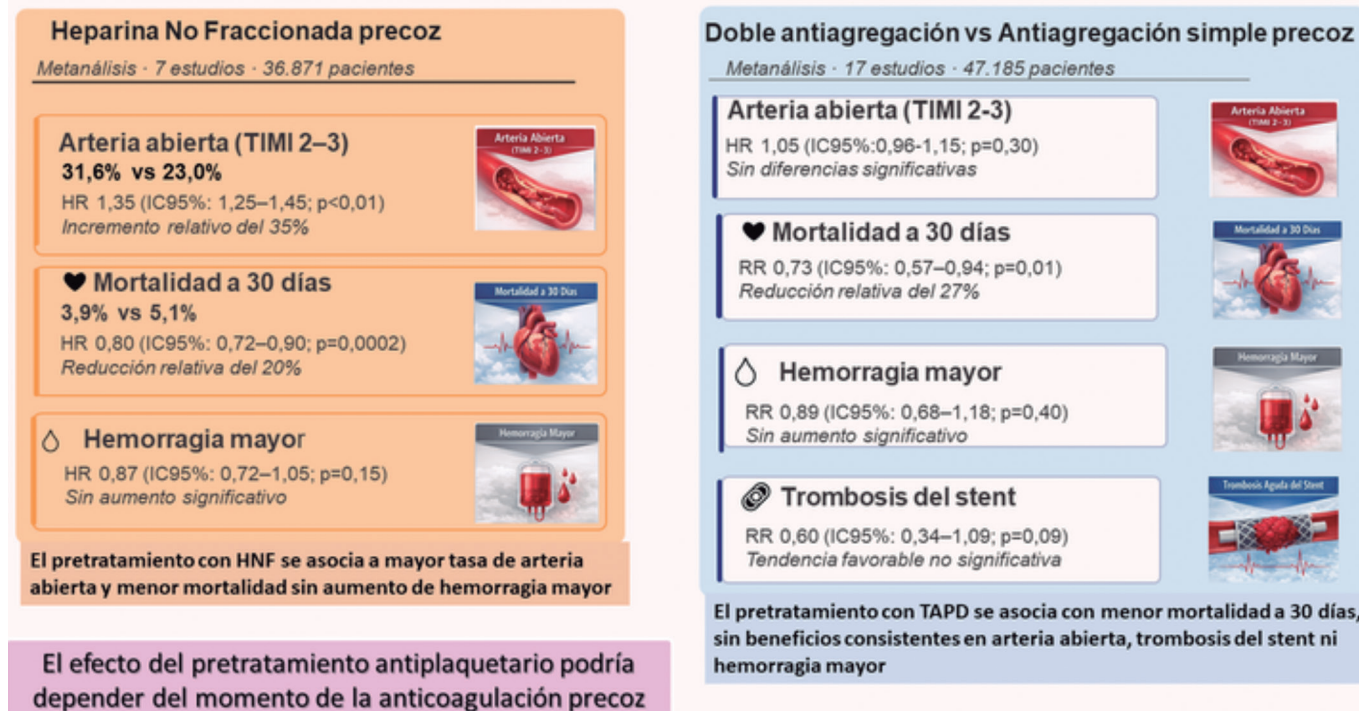 Heparina No Fraccionada precoz
Metanálisis · 7 estudios · 36.871 pacientes
Arteria abierta (TIMI 2–3)
31,6% vs 23,0%
HR 1,35 (IC95%: 1,25–1,45; p<0,01)
Incremento relativo del 35%
Arteria Abierta
(TIMI 2-3)
Mortalidad a 30 días
3,9% vs 5,1%
HR 0,80 (IC95%: 0,72–0,90; p=0,0002)
Reducción relativa del 20%
Mortalidad a 30 Días
Hemorragia mayor
HR 0,87 (IC95%: 0,72–1,05; p=0,15)
Sin aumento significativo
Hemorragia Mayor
El pretratamiento con HNF se asocia a mayor tasa de arteria
abierta y menor mortalidad sin aumento de hemorragia mayor
El efecto del pretratamiento antiplaquetario podría
depender del momento de la anticoagulación precoz
Doble antiagregación vs Antiagregación simple precoz
Metanálisis · 17 estudios · 47.185 pacientes
Arteria abierta (TIMI 2-3)
HR 1,05 (IC95%:0,96-1,15; p=0,30)
Sin diferencias significativas
Arteria Abierta
(TIMI 2-3)
Mortalidad a 30 días
RR 0,73 (IC95%: 0,57–0,94; p=0,01)
Reducción relativa del 27%
Mortalidad a 30 Días
Hemorragia mayor
RR 0,89 (IC95%: 0,68–1,18; p=0,40)
Sin aumento significativo
Hemorragia Mayor
Trombosis del stent
RR 0,60 (IC95%: 0,34–1,09; p=0,09)
Tendencia favorable no significativa
Trombosis Aguda del Stent
El pretratamiento con TAPD se asocia con menor mortalidad a 30 días,
sin beneficios consistentes en arteria abierta, trombosis del stent ni
hemorragia mayor